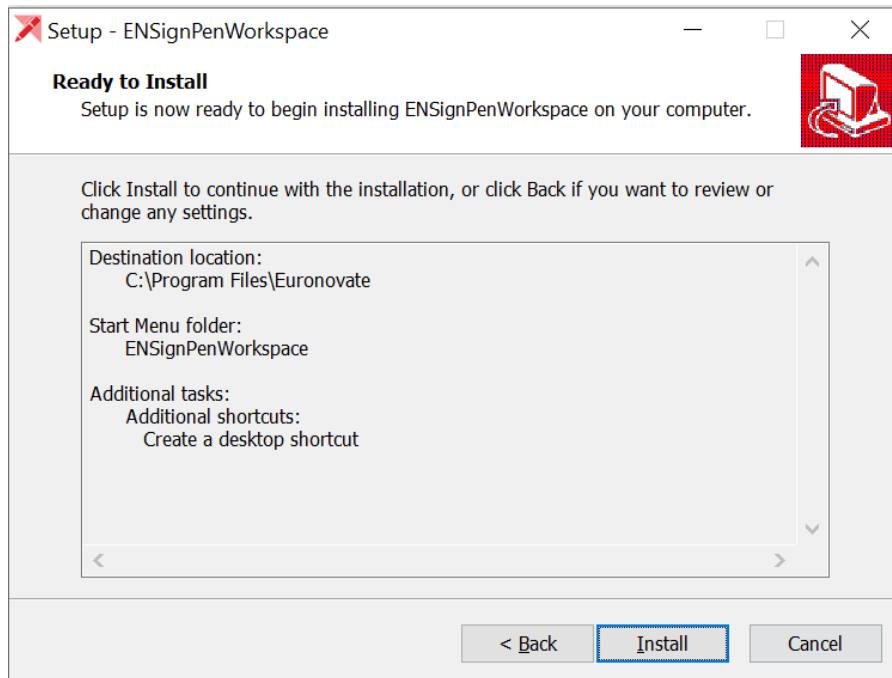 Setup - ENSignPenWorkspace
Ready to Install
Setup is now ready to begin installing ENSignPenWorkspace on your computer.
Click Install to continue with the installation, or click Back if you want to review or
change any settings.
Destination location:
C:\Program Files\Euronovate
Start Menu folder:
ENSignPenWorkspace
Additional tasks:
Additional shortcuts:
Create a desktop shortcut
< Back Install Cancel